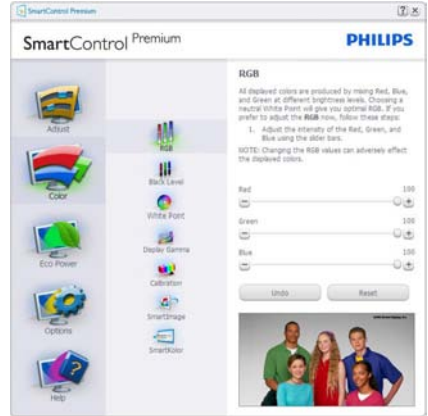 SmartControl Premium
SmartControl Premium
PHILIPS
Adjust
Color
Eco Power
Options
Help
RGB
Black Level
White Point
Display Gamma
Calibration
SmartImage
SmartKolor
RGB
All displayed colors are produced by mixing Red, Blue,
and Green at different brightness levels. Choosing a
neutral White Point will give you optimal RGB. If you
prefer to adjust the RGB now, follow these steps:
1. Adjust the intensity of the Red, Green, and
Blue using the slider bars.
NOTE: Changing the RGB values can adversely effect
the displayed colors.
Red 100
Green 100
Blue 100
Undo Reset